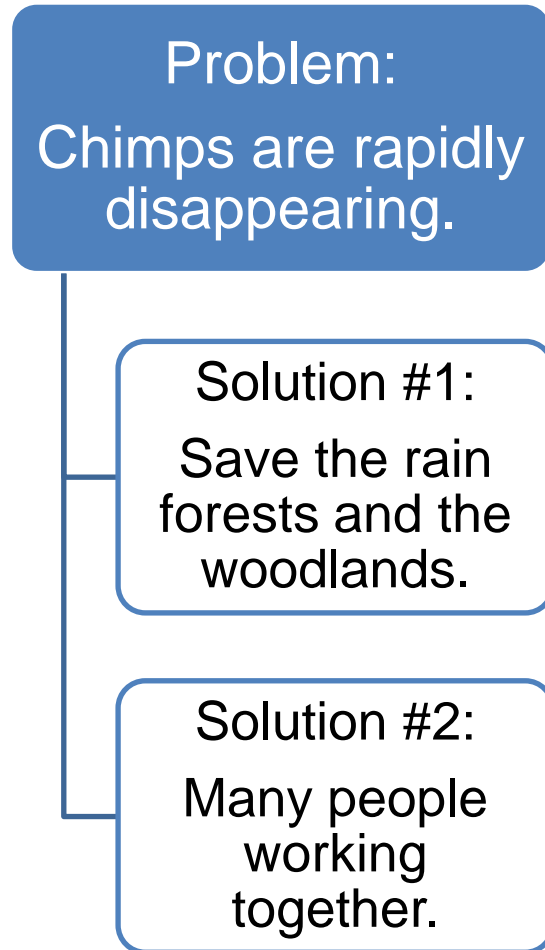 Problem:
Chimps are rapidly
disappearing.
Solution #1:
Save the rain
forests and the
woodlands.
Solution #2:
Many people
working
together.